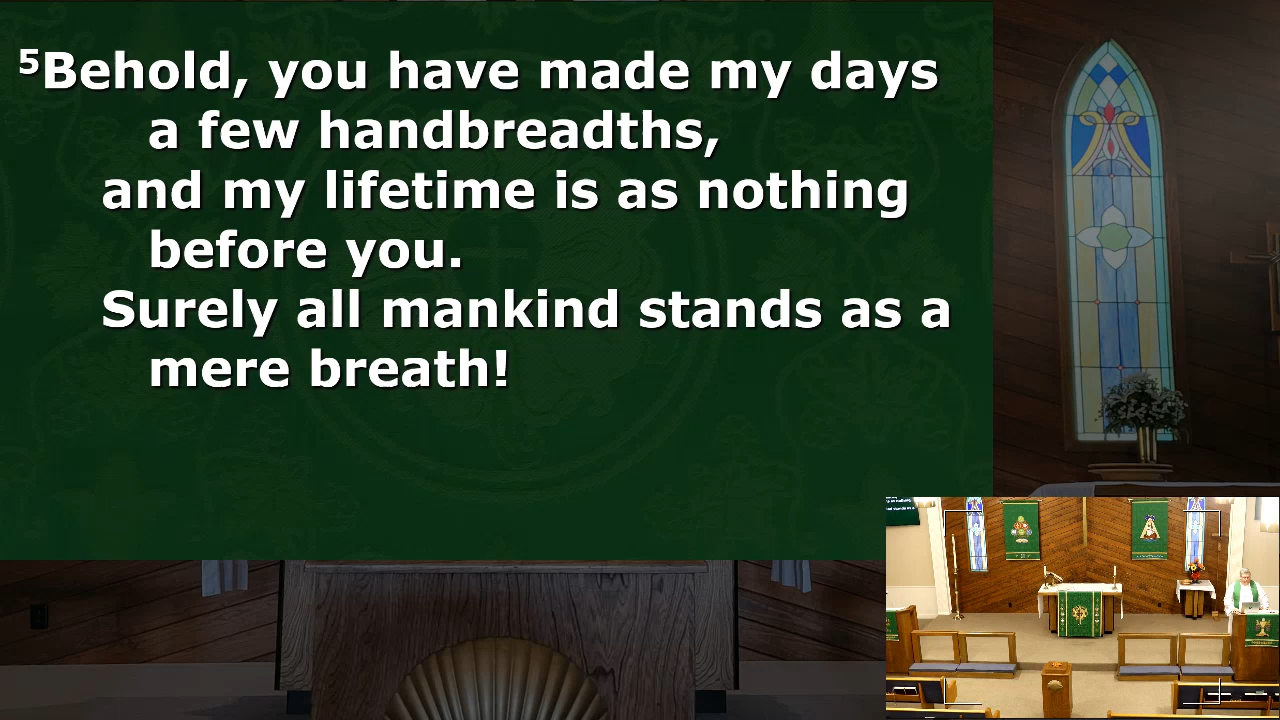 ⁵Behold, you have made my days
a few handbreadths,
and my lifetime is as nothing
before you.
Surely all mankind stands as a
mere breath!